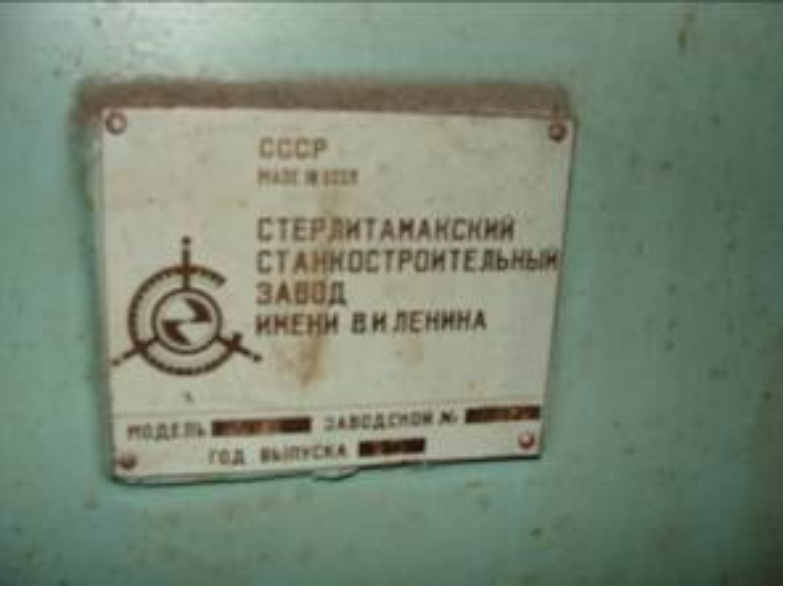 СССР
MADE IN USSR
СТЕРЛИТАМАКСКИЙ
СТАНКОСТРОИТЕЛЬНЫЙ
ЗАВОД
ИМЕНИ В И ЛЕНИНА
МОДЕЛЬ ЗАВОДСКОЙ №
ГОД ВЫПУСКА